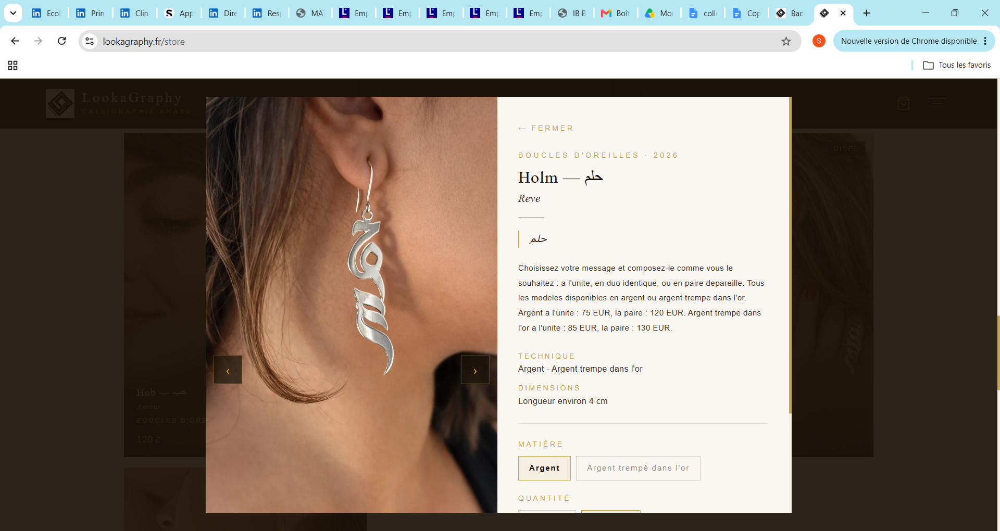 Ecol
Prin
Clin
App
Dire
Res
MA
Emp
Emp
Emp
Emp
Emp
IB B
Boît
Mo
coll
Cop
Bac
lookagraphy.fr/store
S
Nouvelle version de Chrome disponible
Tous les favoris
LookaGraphy
CALLIGRAPHIE ARABE
DISPO
Hob — حب
Amour
BOUCLES D'ORE
120 €
← FERMER
BOUCLES D'OREILLES · 2026
Holm — حلم
Reve
حلم
Choisissez votre message et composez-le comme vous le
souhaitez : a l'unite, en duo identique, ou en paire depareille. Tous
les modeles disponibles en argent ou argent trempe dans l'or.
Argent a l'unite : 75 EUR, la paire : 120 EUR. Argent trempe dans
l'or a l'unite : 85 EUR, la paire : 130 EUR.
TECHNIQUE
Argent - Argent trempe dans l'or
DIMENSIONS
Longueur environ 4 cm
MATIÈRE
Argent
Argent trempé dans l'or
QUANTITÉ